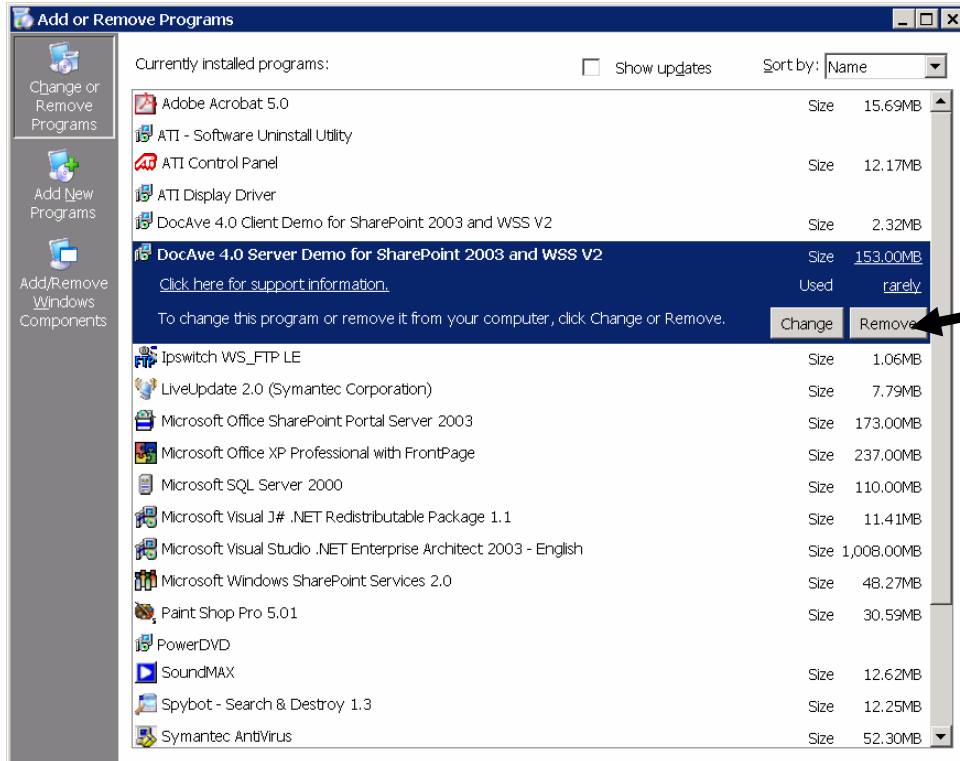 Add or Remove Programs
Change or
Remove
Programs
Add New
Programs
Add/Remove
Windows
Components
Currently installed programs:
Show updates
Sort by: Name
Adobe Acrobat 5.0 Size 15.69MB
ATI - Software Uninstall Utility
ATI Control Panel Size 12.17MB
ATI Display Driver
DocAve 4.0 Client Demo for SharePoint 2003 and WSS V2 Size 2.32MB
DocAve 4.0 Server Demo for SharePoint 2003 and WSS V2 Size 153.00MB
Click here for support information. Used rarely
To change this program or remove it from your computer, click Change or Remove. Change Remove
Ipswitch WS_FTP LE Size 1.06MB
LiveUpdate 2.0 (Symantec Corporation) Size 7.79MB
Microsoft Office SharePoint Portal Server 2003 Size 173.00MB
Microsoft Office XP Professional with FrontPage Size 237.00MB
Microsoft SQL Server 2000 Size 110.00MB
Microsoft Visual J# .NET Redistributable Package 1.1 Size 11.41MB
Microsoft Visual Studio .NET Enterprise Architect 2003 - English Size 1,008.00MB
Microsoft Windows SharePoint Services 2.0 Size 48.27MB
Paint Shop Pro 5.01 Size 30.59MB
PowerDVD
SoundMAX Size 12.62MB
Spybot - Search & Destroy 1.3 Size 12.25MB
Symantec AntiVirus Size 52.30MB